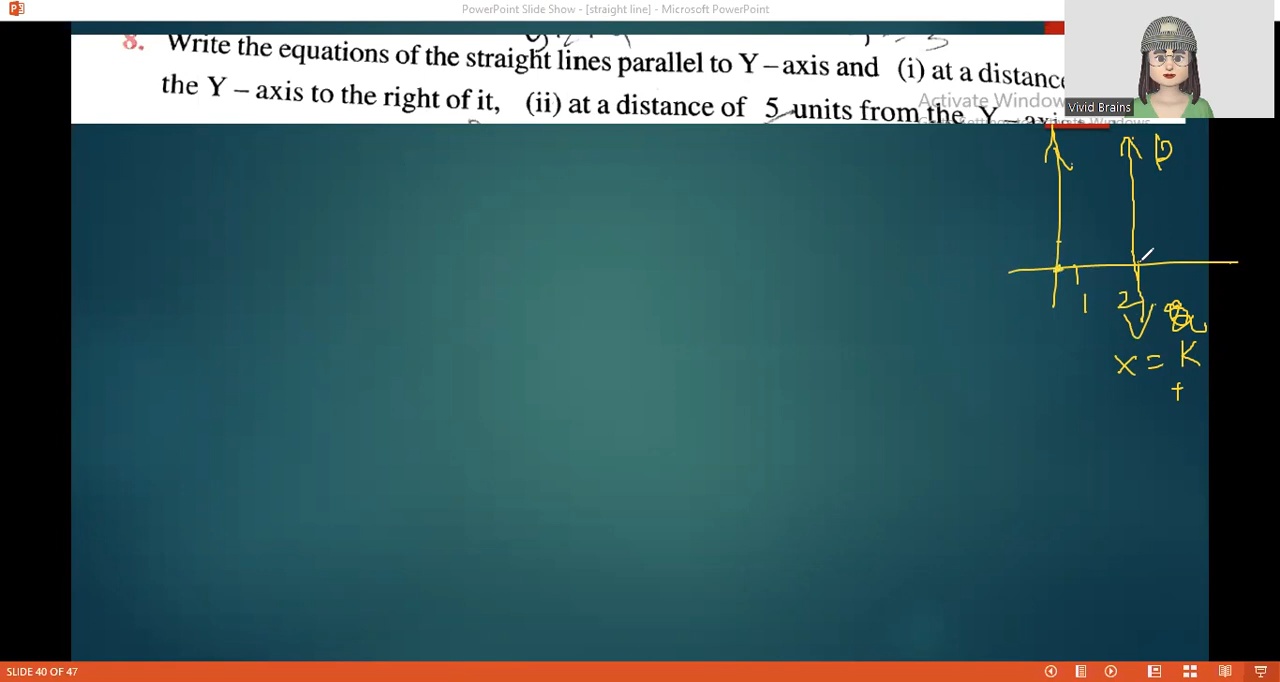 PowerPoint Slide Show - [straight line] - Microsoft PowerPoint
8. Write the equations of the straight lines parallel to Y – axis and (i) at a distance
the Y – axis to the right of it, (ii) at a distance of 5 units from the Y – axis
Activate Window
Vivid Brains
1 2
x = K
+
SLIDE 40 OF 47